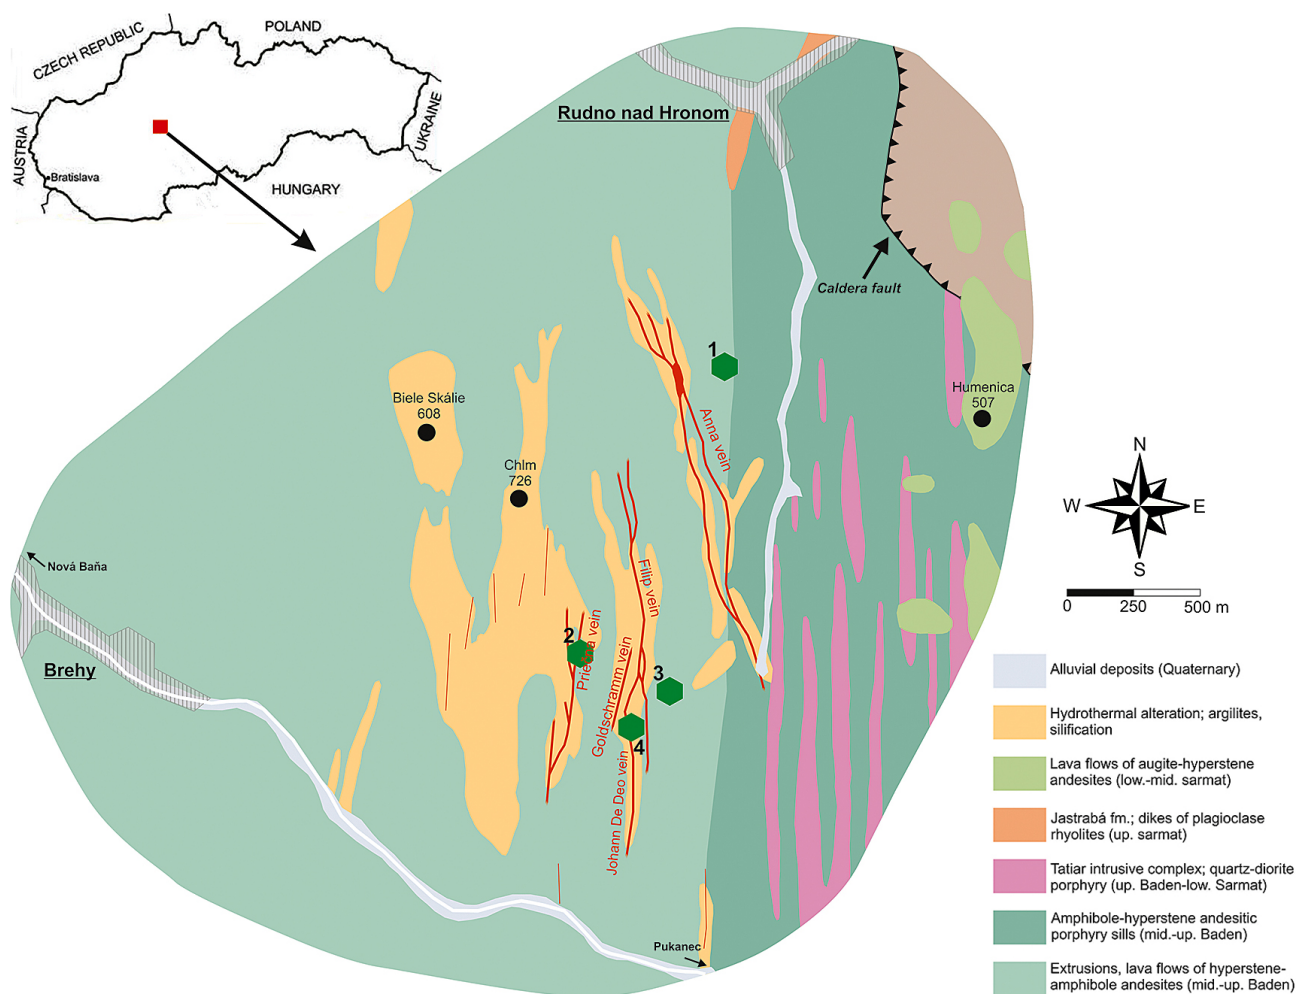 POLAND
CZECH REPUBLIC
UKRAINE
AUSTRIA
Bratislava
HUNGARY
Rudno nad Hronom
Caldera fault
1
Humenica
507
Biele Skálie
608
Anna vein
Chlm
726
N
W
E
S
0 250 500 m
Nová Baňa
Filip vein
2
Priečna vein
Brehy
3
Goldschramm vein
4
Johann De Deo vein
Pukanec
Alluvial deposits (Quaternary)
Hydrothermal alteration; argilites,
silification
Lava flows of augite-hyperstene
andesites (low.-mid. sarmat)
Jastrabá fm.; dikes of plagioclase
rhyolites (up. sarmat)
Tatiar intrusive complex; quartz-diorite
porphyry (up. Baden-low. Sarmat)
Amphibole-hyperstene andesitic
porphyry sills (mid.-up. Baden)
Extrusions, lava flows of hyperstene-
amphibole andesites (mid.-up. Baden)